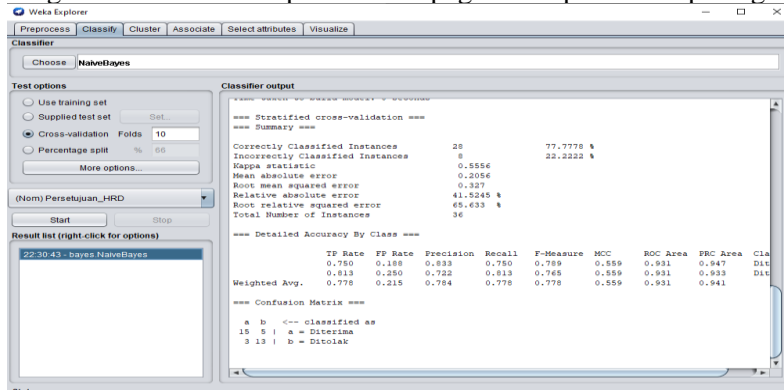 Weka Explorer
Preprocess Classify Cluster Associate Select attributes Visualize
Classifier
Choose NaiveBayes
Test options
Use training set
Supplied test set Set...
Cross-validation Folds 10
Percentage split % 66
More options...
(Nom) Persetujuan_HRD
Start Stop
Result list (right-click for options)
22:30:43 - bayes.NaiveBayes
Classifier output
=== Stratified cross-validation ===
=== Summary ===
Correctly Classified Instances 28 77.7778 %
Incorrectly Classified Instances 8 22.2222 %
Kappa statistic 0.5556
Mean absolute error 0.2056
Root mean squared error 0.327
Relative absolute error 41.5245 %
Root relative squared error 65.633 %
Total Number of Instances 36
=== Detailed Accuracy By Class ===
TP Rate FP Rate Precision Recall F-Measure MCC ROC Area PRC Area Cla
0.750 0.188 0.833 0.750 0.789 0.559 0.931 0.947 Dit
0.813 0.250 0.722 0.813 0.765 0.559 0.931 0.933 Dit
Weighted Avg. 0.778 0.215 0.784 0.778 0.778 0.559 0.931 0.941
=== Confusion Matrix ===
a b <-- classified as
15 5 | a = Diterima
3 13 | b = Ditolak